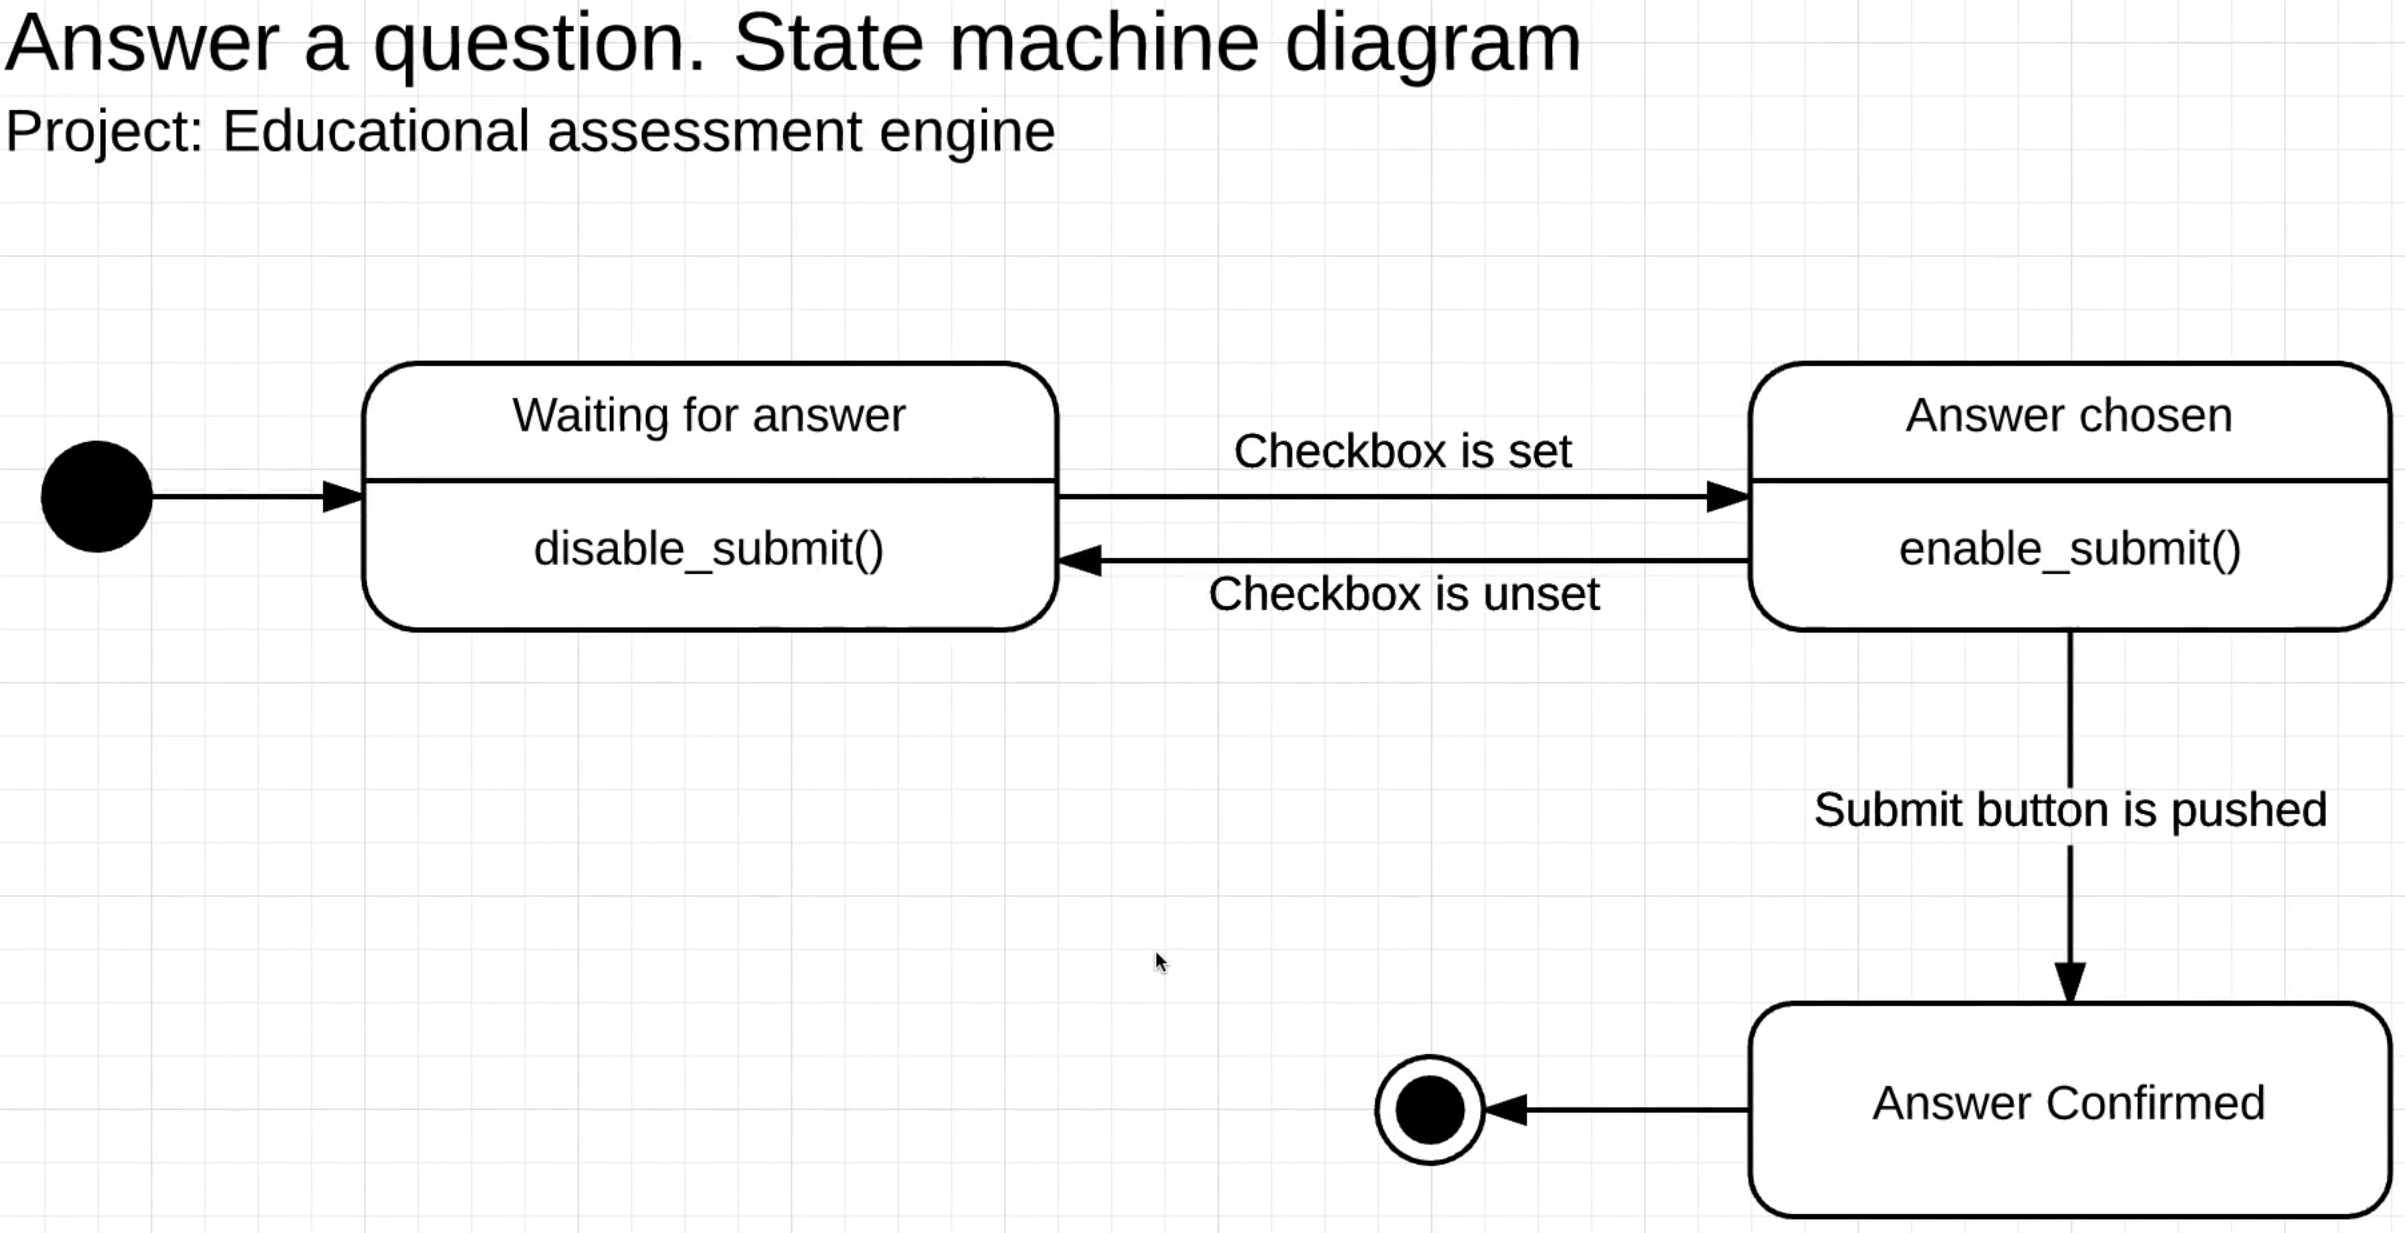 Answer a question. State machine diagram
Project: Educational assessment engine
Waiting for answer
disable_submit()
Checkbox is set
Checkbox is unset
Answer chosen
enable_submit()
Submit button is pushed
Answer Confirmed